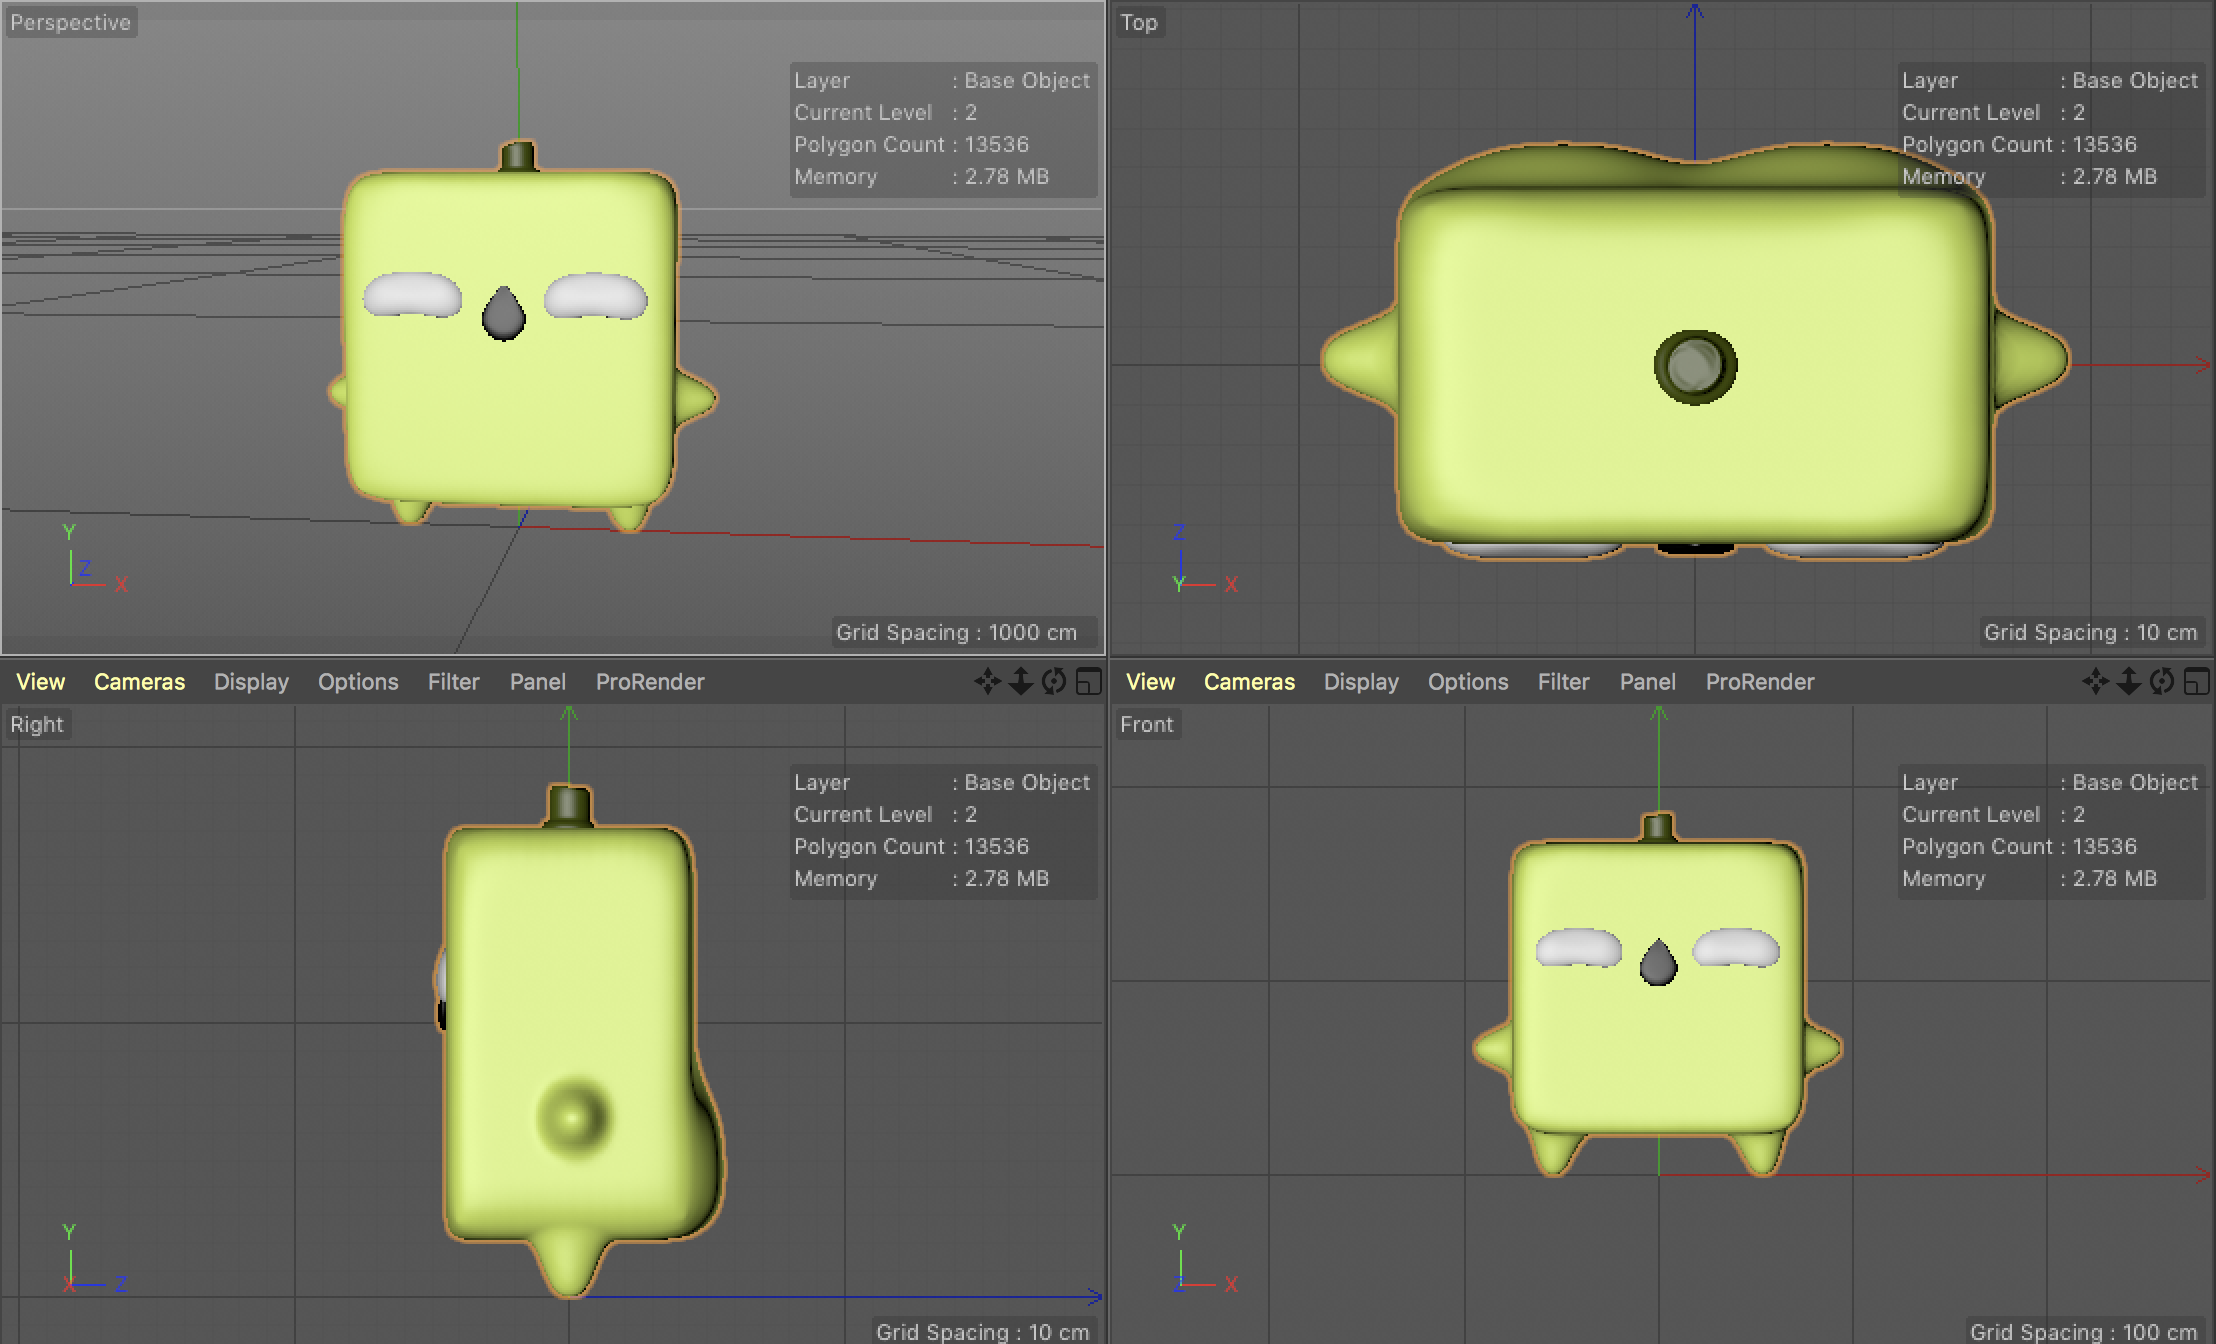 Perspective
Layer : Base Object
Current Level : 2
Polygon Count : 13536
Memory : 2.78 MB
Y
Z
X
Grid Spacing : 1000 cm
Top
Layer : Base Object
Current Level : 2
Polygon Count : 13536
Memory : 2.78 MB
Z
Y
X
Grid Spacing : 10 cm
View Cameras Display Options Filter Panel ProRender
Right
Layer : Base Object
Current Level : 2
Polygon Count : 13536
Memory : 2.78 MB
Y
X
Z
Grid Spacing : 10 cm
View Cameras Display Options Filter Panel ProRender
Front
Layer : Base Object
Current Level : 2
Polygon Count : 13536
Memory : 2.78 MB
Y
Z
X
Grid Spacing : 100 cm